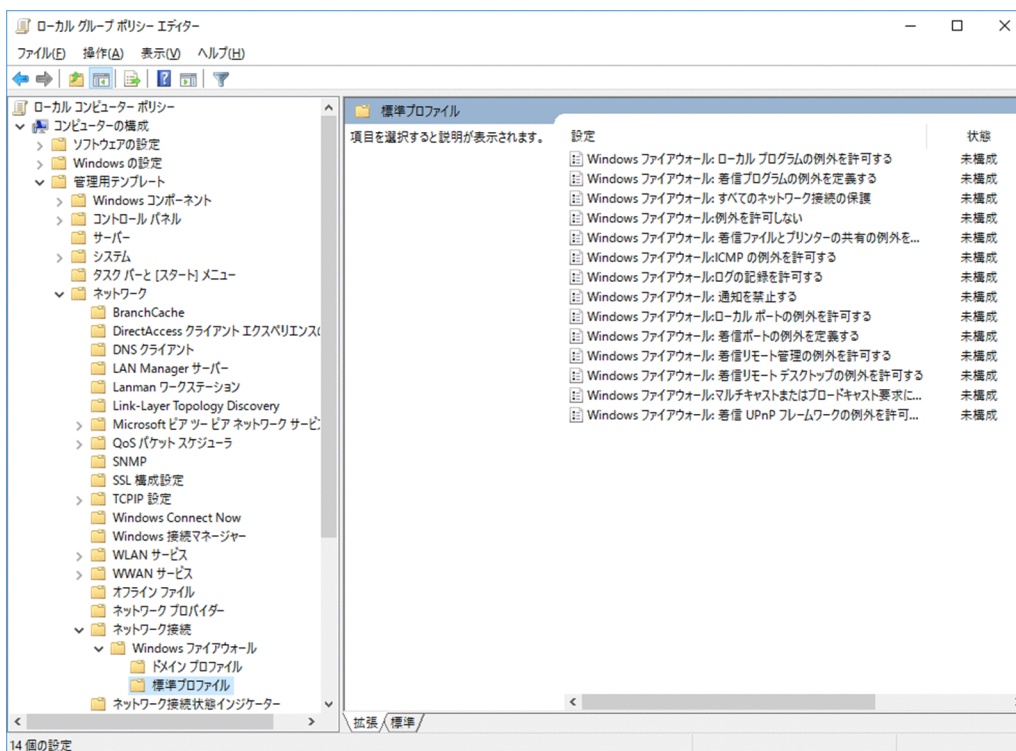 ローカル グループ ポリシー エディター
ファイル(F) 操作(A) 表示(V) ヘルプ(H)
ローカル コンピューター ポリシー
コンピューターの構成
ソフトウェアの設定
Windows の設定
管理用テンプレート
Windows コンポーネント
コントロール パネル
サーバー
システム
タスク バーと [スタート] メニュー
ネットワーク
BranchCache
DirectAccess クライアント エクスペリエンスの
DNS クライアント
LAN Manager サーバー
Lanman ワークステーション
Link-Layer Topology Discovery
Microsoft ピア ツー ピア ネットワーク サービ
QoS パケット スケジューラ
SNMP
SSL 構成設定
TCPIP 設定
Windows Connect Now
Windows 接続マネージャー
WLAN サービス
WWAN サービス
オフライン ファイル
ネットワーク プロバイダー
ネットワーク接続
Windows ファイアウォール
ドメイン プロファイル
標準プロファイル
ネットワーク接続状態インジケーター
標準プロファイル
項目を選択すると説明が表示されます。
設定 状態
Windows ファイアウォール: ローカル プログラムの例外を許可する 未構成
Windows ファイアウォール: 着信プログラムの例外を定義する 未構成
Windows ファイアウォール: すべてのネットワーク接続の保護 未構成
Windows ファイアウォール:例外を許可しない 未構成
Windows ファイアウォール: 着信ファイルとプリンターの共有の例外を... 未構成
Windows ファイアウォール:ICMP の例外を許可する 未構成
Windows ファイアウォール:ログの記録を許可する 未構成
Windows ファイアウォール: 通知を禁止する 未構成
Windows ファイアウォール:ローカル ポートの例外を許可する 未構成
Windows ファイアウォール: 着信ポートの例外を定義する 未構成
Windows ファイアウォール: 着信リモート管理の例外を許可する 未構成
Windows ファイアウォール: 着信リモート デスクトップの例外を許可する 未構成
Windows ファイアウォール:マルチキャストまたはブロードキャスト要求に... 未構成
Windows ファイアウォール: 着信 UPnP フレームワークの例外を許可... 未構成
拡張 標準
14 個の設定